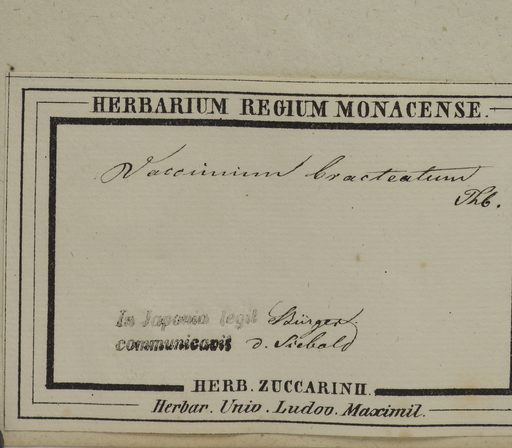 HERBARIUM REGIUM MONACENSE.
Vaccinium bracteatum
Thb.
In Japonia legit Bürger.
communicavit d. Siebold
HERB. ZUCCARINII.
Herbar. Univ. Ludov. Maximil.